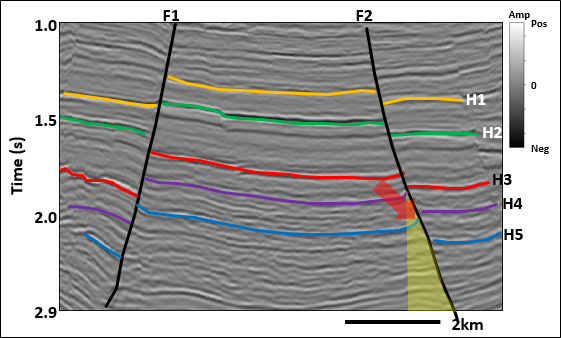 F1
F2
Amp
Pos
0
Neg
1.0
1.5
2.0
2.9
Time (s)
H1
H2
H3
H4
H5
2km